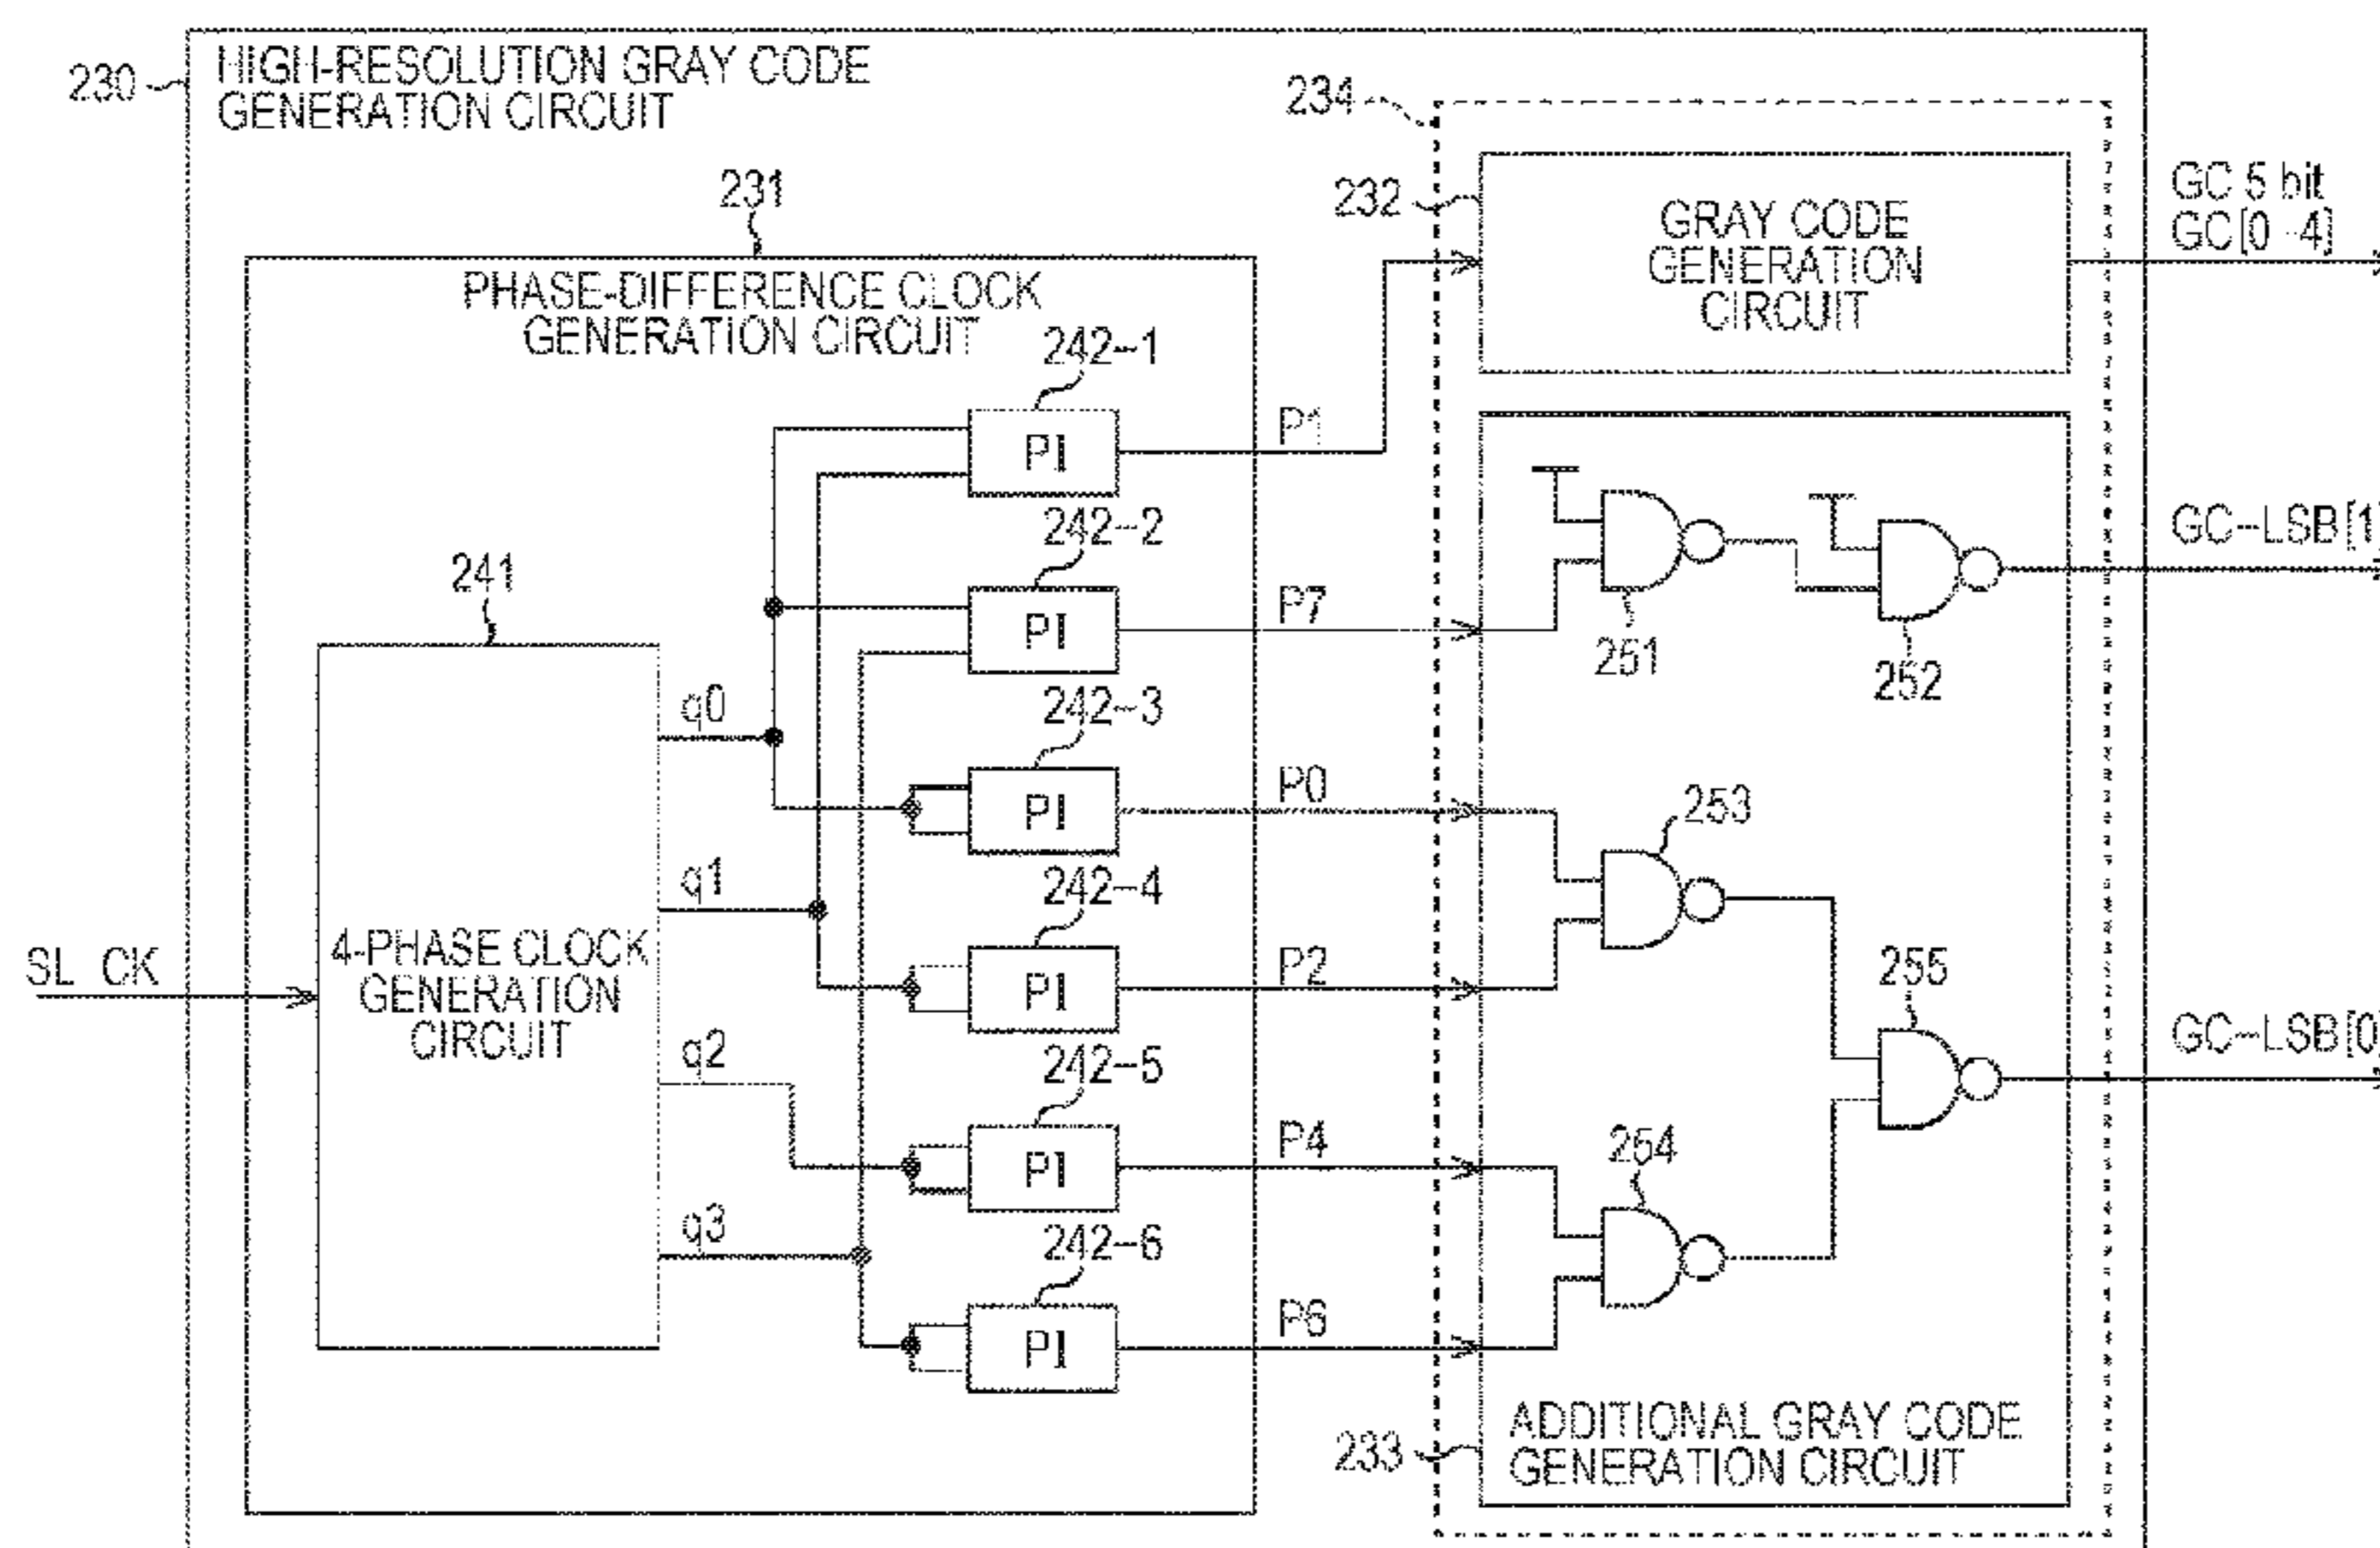 230
HIGH-RESOLUTION GRAY CODE
GENERATION CIRCUIT
234
231
232
GRAY CODE
GENERATION
CIRCUIT
GC 5 bit
GC[0-4]
PHASE-DIFFERENCE CLOCK
GENERATION CIRCUIT
242-1
PI
P1
242-2
PI
P7
251
252
GC-LSB[1]
241
242-3
PI
P0
253
q0
q1
q2
q3
242-4
PI
P2
255
GC-LSB[0]
SL CK
4-PHASE CLOCK
GENERATION
CIRCUIT
242-5
PI
P4
254
242-6
PI
P6
233
ADDITIONAL GRAY CODE
GENERATION CIRCUIT